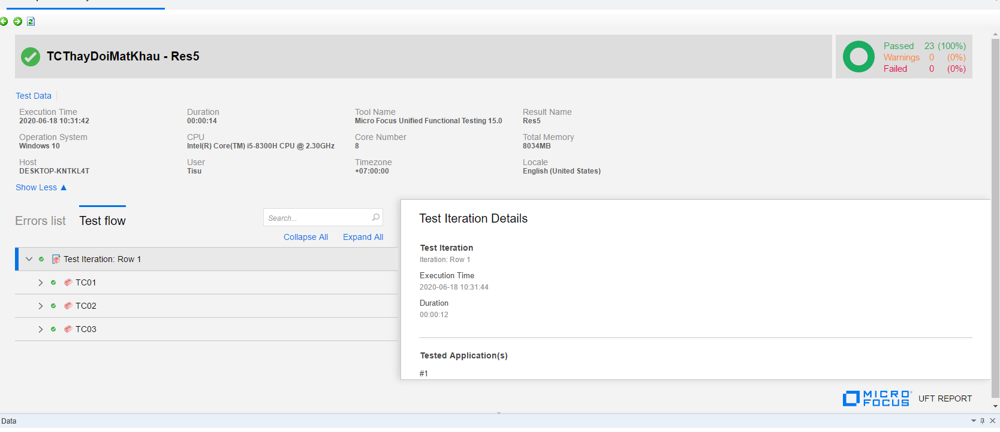 TCThayDoiMatKhau - Res5
Passed 23 (100%)
Warnings 0 (0%)
Failed 0 (0%)
Test Data
Execution Time Duration Tool Name Result Name
2020-06-18 10:31:42 00:00:14 Micro Focus Unified Functional Testing 15.0 Res5
Operation System CPU Core Number Total Memory
Windows 10 Intel(R) Core(TM) i5-8300H CPU @ 2.30GHz 8 8034MB
Host User Timezone Locale
DESKTOP-KNTKL4T Tisu +07:00:00 English (United States)
Show Less ▲
Errors list Test flow
Search...
Collapse All Expand All
Test Iteration: Row 1
TC01
TC02
TC03
Test Iteration Details
Test Iteration
Iteration: Row 1
Execution Time
2020-06-18 10:31:44
Duration
00:00:12
Tested Application(s)
#1
MICRO FOCUS UFT REPORT
Data